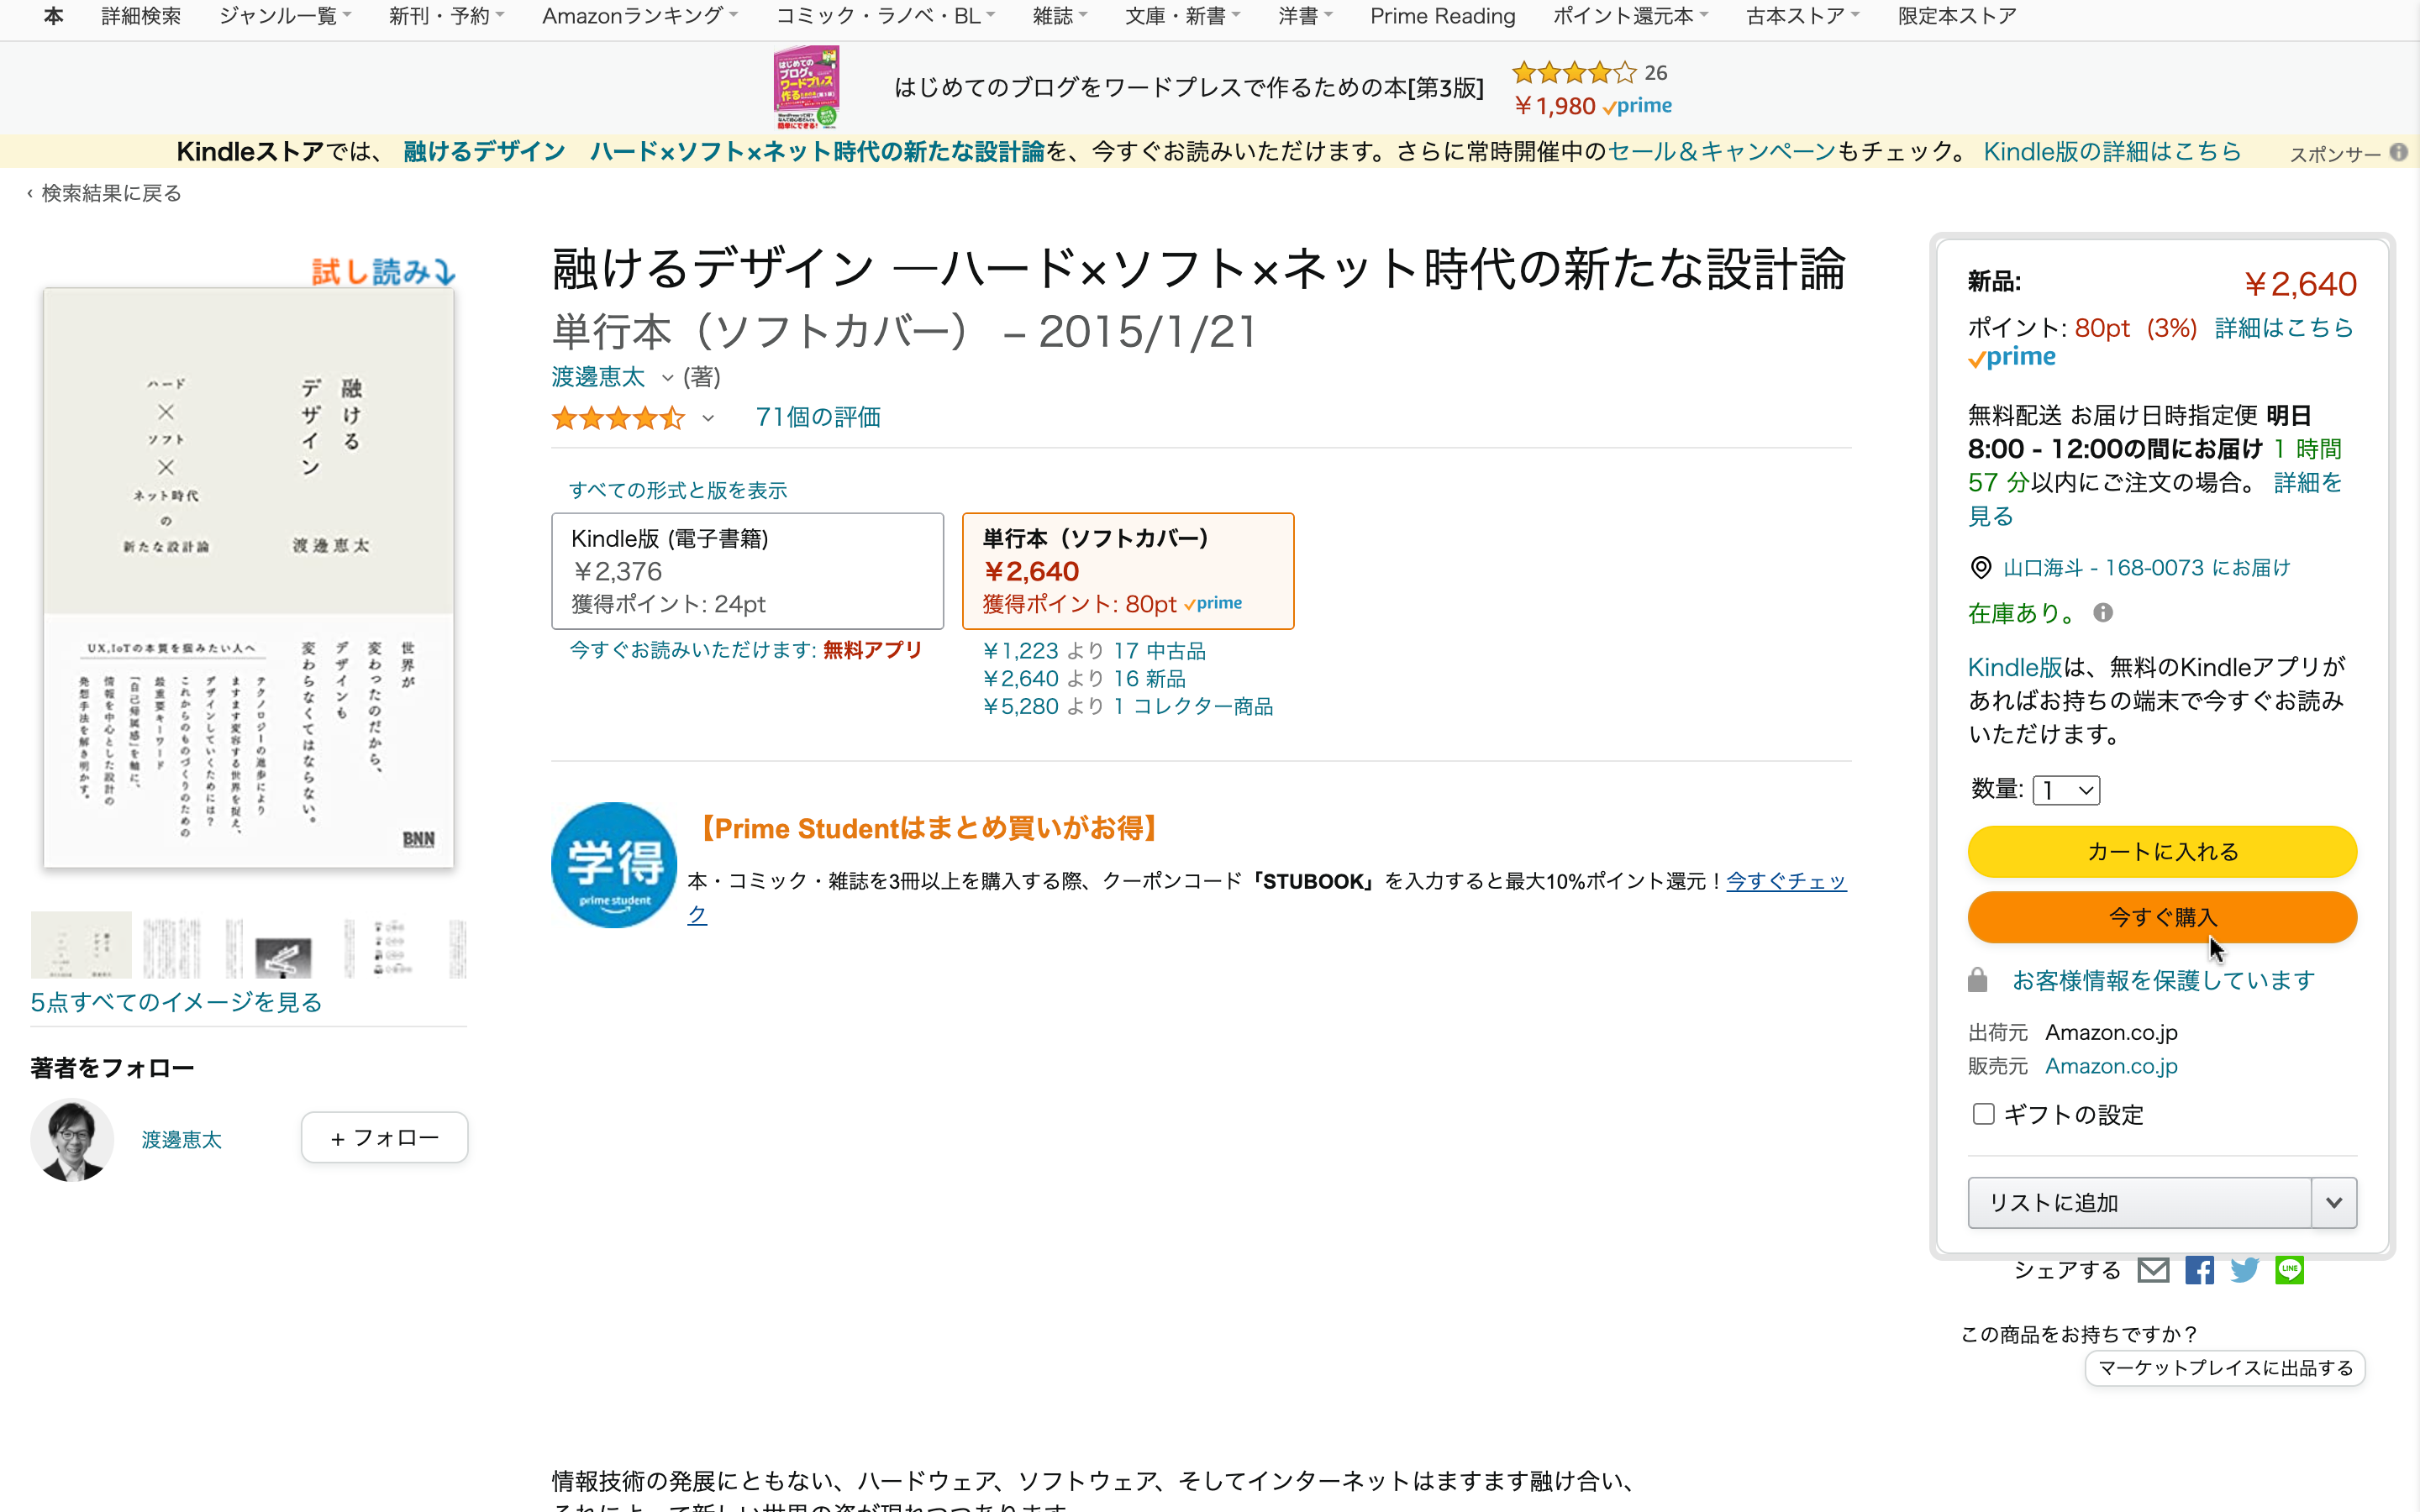 本 詳細検索 ジャンル一覧 新刊・予約 Amazonランキング コミック・ラノベ・BL 雑誌 文庫・新書 洋書 Prime Reading ポイント還元本 古本ストア 限定本ストア
はじめてのブログをワードプレスで作るための本[第3版]
26
￥1,980 prime
Kindleストアでは、 融けるデザイン ハード×ソフト×ネット時代の新たな設計論を、今すぐお読みいただけます。さらに常時開催中のセール＆キャンペーンもチェック。 Kindle版の詳細はこちら
スポンサー
‹ 検索結果に戻る
試し読み
融ける
デザイン
ハード
×
ソフト
×
ネット時代
の
新たな設計論
渡邊恵太
世界が
変わったのだから、
デザインも
変わらなくてはならない。
UX,IoTの本質を掴みたい人へ
テクノロジーの進歩により
ますます変容する世界を捉え、
デザインしていくためには？
これからのものづくりのための
最重要キーワード
「自己帰属感」を軸に、
情報を中心とした設計の
発想手法を解き明かす。
BNN
5点すべてのイメージを見る
著者をフォロー
渡邊恵太
+ フォロー
融けるデザイン ―ハード×ソフト×ネット時代の新たな設計論
単行本（ソフトカバー） – 2015/1/21
渡邊恵太 (著)
71個の評価
すべての形式と版を表示
Kindle版 (電子書籍)
￥2,376
獲得ポイント: 24pt
今すぐお読みいただけます: 無料アプリ
単行本（ソフトカバー）
￥2,640
獲得ポイント: 80pt prime
￥1,223 より 17 中古品
￥2,640 より 16 新品
￥5,280 より 1 コレクター商品
学得
prime student
【Prime Studentはまとめ買いがお得】
本・コミック・雑誌を3冊以上を購入する際、クーポンコード「STUBOOK」を入力すると最大10%ポイント還元！今すぐチェッ
ク
情報技術の発展にともない、ハードウェア、ソフトウェア、そしてインターネットはますます融け合い、
それによって新しい世界の姿が現れつつあります。
新品: ￥2,640
ポイント: 80pt (3%) 詳細はこちら
prime
無料配送 お届け日時指定便 明日
8:00 - 12:00の間にお届け 1 時間
57 分以内にご注文の場合。 詳細を
見る
山口海斗 - 168-0073 にお届け
在庫あり。
Kindle版は、無料のKindleアプリが
あればお持ちの端末で今すぐお読み
いただけます。
数量: 1
カートに入れる
今すぐ購入
お客様情報を保護しています
出荷元 Amazon.co.jp
販売元 Amazon.co.jp
ギフトの設定
リストに追加
シェアする
LINE
この商品をお持ちですか？
マーケットプレイスに出品する